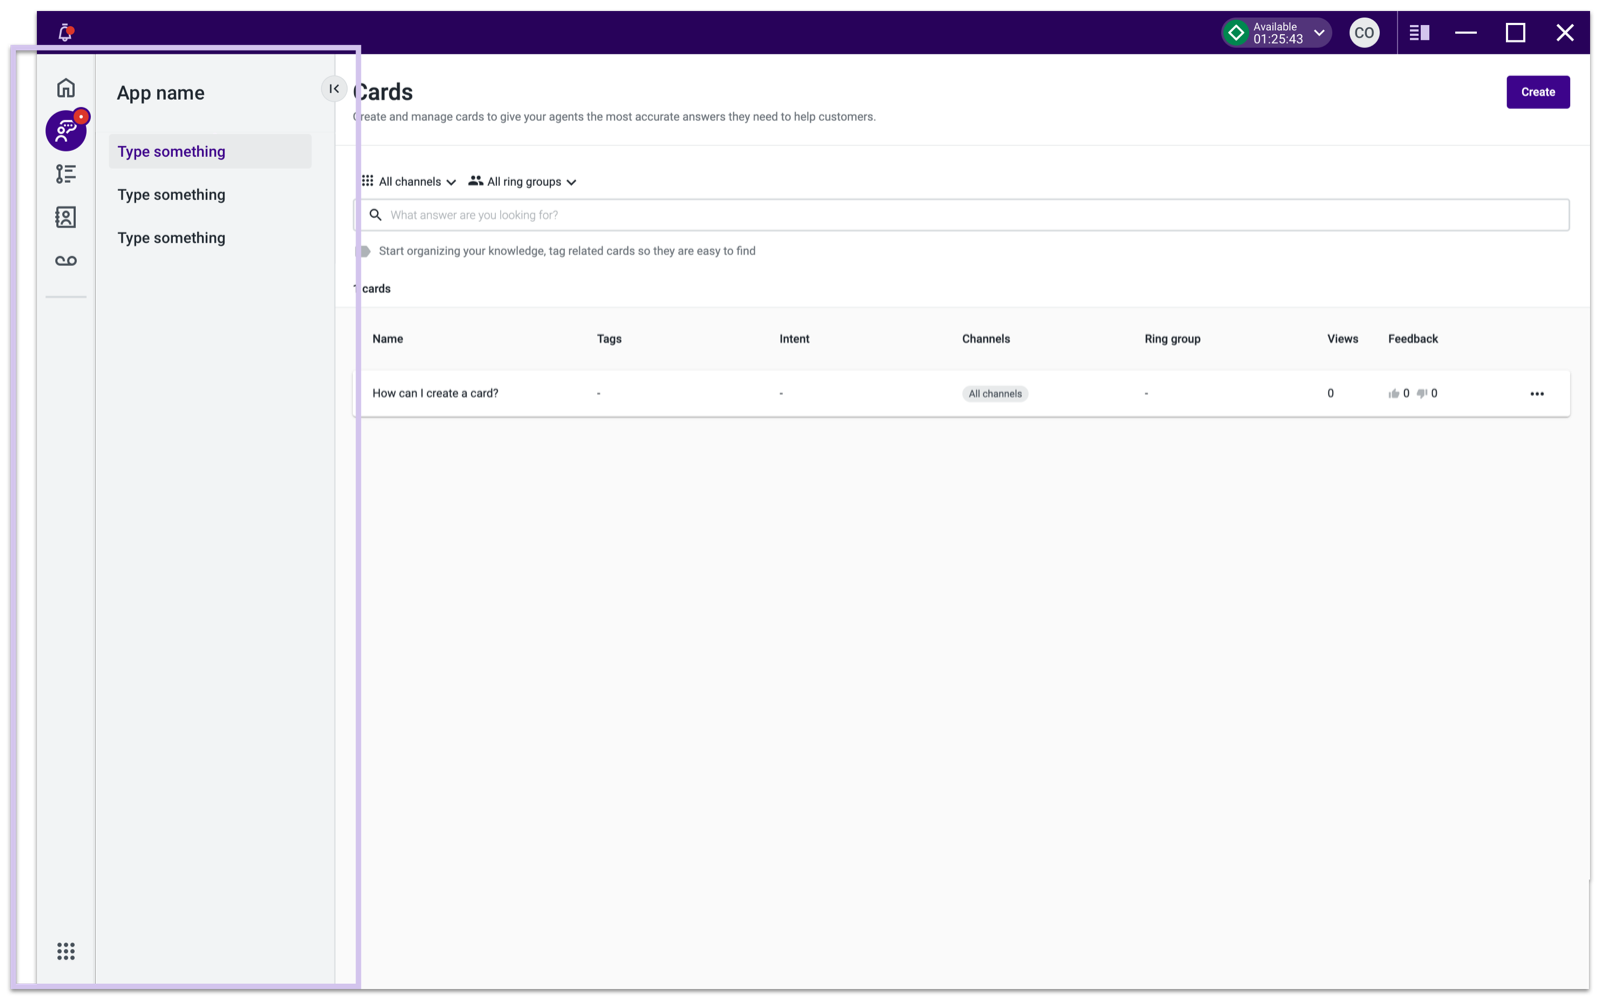 Available
01:25:43
CO
App name
Cards
Create
Create and manage cards to give your agents the most accurate answers they need to help customers.
Type something
Type something
Type something
All channels
All ring groups
What answer are you looking for?
Start organizing your knowledge, tag related cards so they are easy to find
1 cards
Name Tags Intent Channels Ring group Views Feedback
How can I create a card? - - All channels - 0 0 0